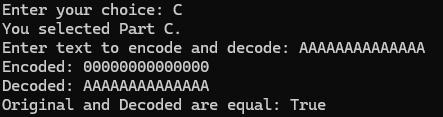 Enter your choice: C
You selected Part C.
Enter text to encode and decode: AAAAAAAAAAAAAA
Encoded: 00000000000000
Decoded: AAAAAAAAAAAAAA
Original and Decoded are equal: True